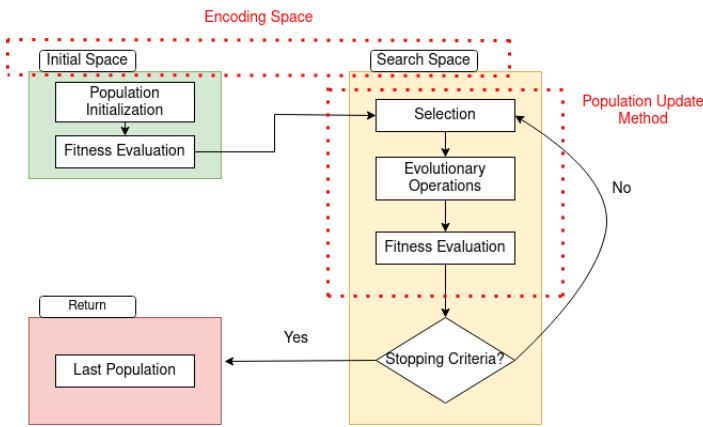 Encoding Space
Initial Space
Search Space
Population
Initialization
Fitness Evaluation
Selection
Evolutionary
Operations
Fitness Evaluation
Population Update
Method
No
Stopping Criteria?
Yes
Return
Last Population